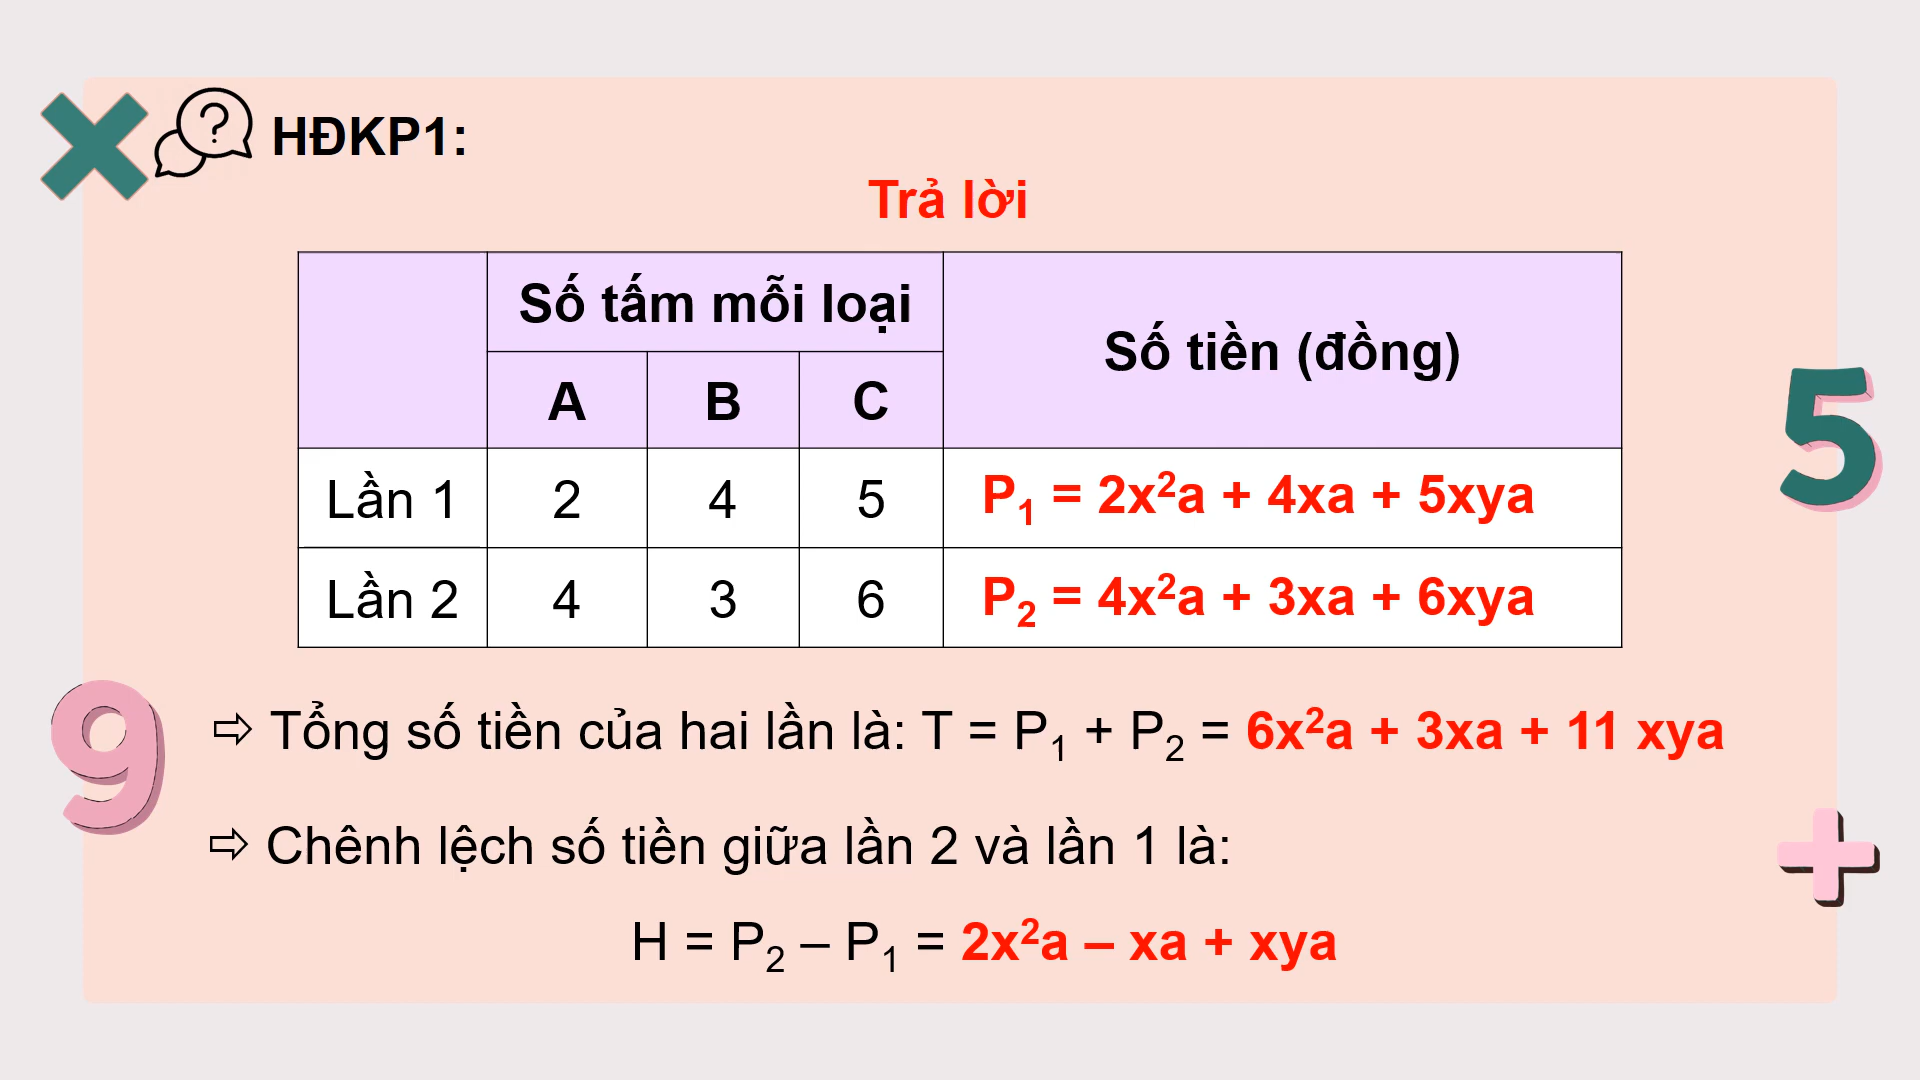 HĐKP1:
Trả lời
Số tấm mỗi loại
Số tiền (đồng)
A B C
Lần 1 2 4 5 P₁ = 2x²a + 4xa + 5xya
Lần 2 4 3 6 P₂ = 4x²a + 3xa + 6xya
⇨ Tổng số tiền của hai lần là: T = P₁ + P₂ = 6x²a + 3xa + 11 xya
⇨ Chênh lệch số tiền giữa lần 2 và lần 1 là:
H = P₂ – P₁ = 2x²a – xa + xya
5
9